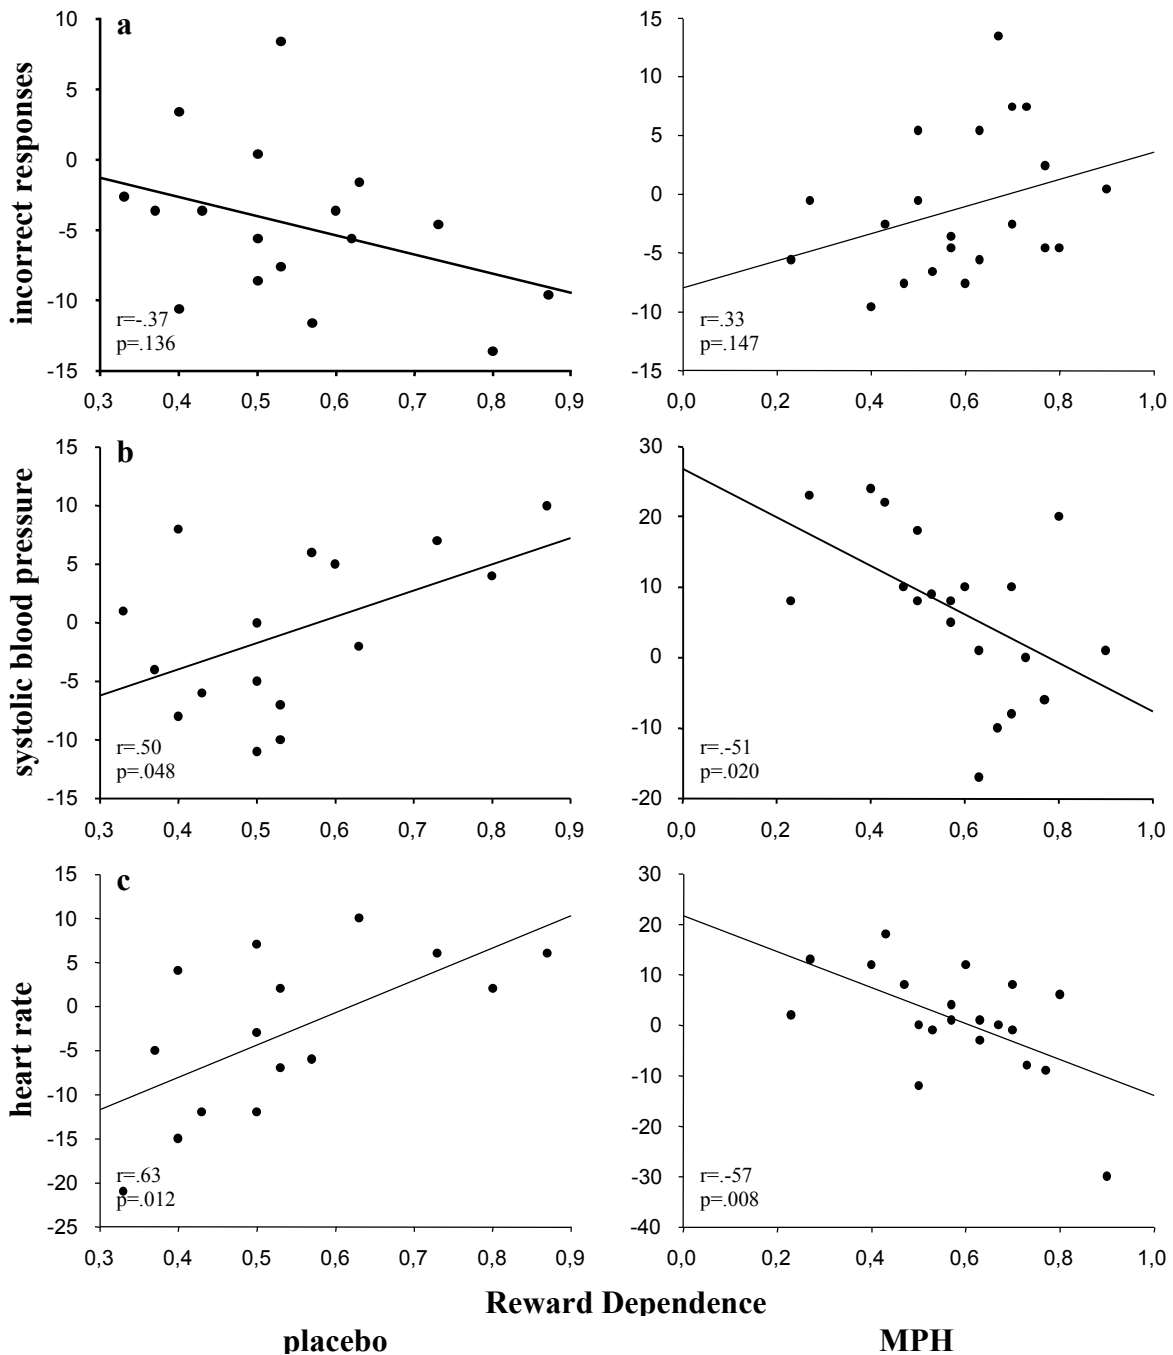 a
incorrect responses
10
5
0
-5
-10
-15
r=-.37
p=.136
0,3 0,4 0,5 0,6 0,7 0,8 0,9
15
10
5
0
-5
-10
-15
r=.33
p=.147
0,0 0,2 0,4 0,6 0,8 1,0
b
systolic blood pressure
15
10
5
0
-5
-10
-15
r=.50
p=.048
0,3 0,4 0,5 0,6 0,7 0,8 0,9
30
20
10
0
-10
-20
r=.-51
p=.020
0,0 0,2 0,4 0,6 0,8 1,0
c
heart rate
15
10
5
0
-5
-10
-15
-20
-25
r=.63
p=.012
0,3 0,4 0,5 0,6 0,7 0,8 0,9
30
20
10
0
-10
-20
-30
-40
r=.-57
p=.008
0,0 0,2 0,4 0,6 0,8 1,0
Reward Dependence
placebo MPH